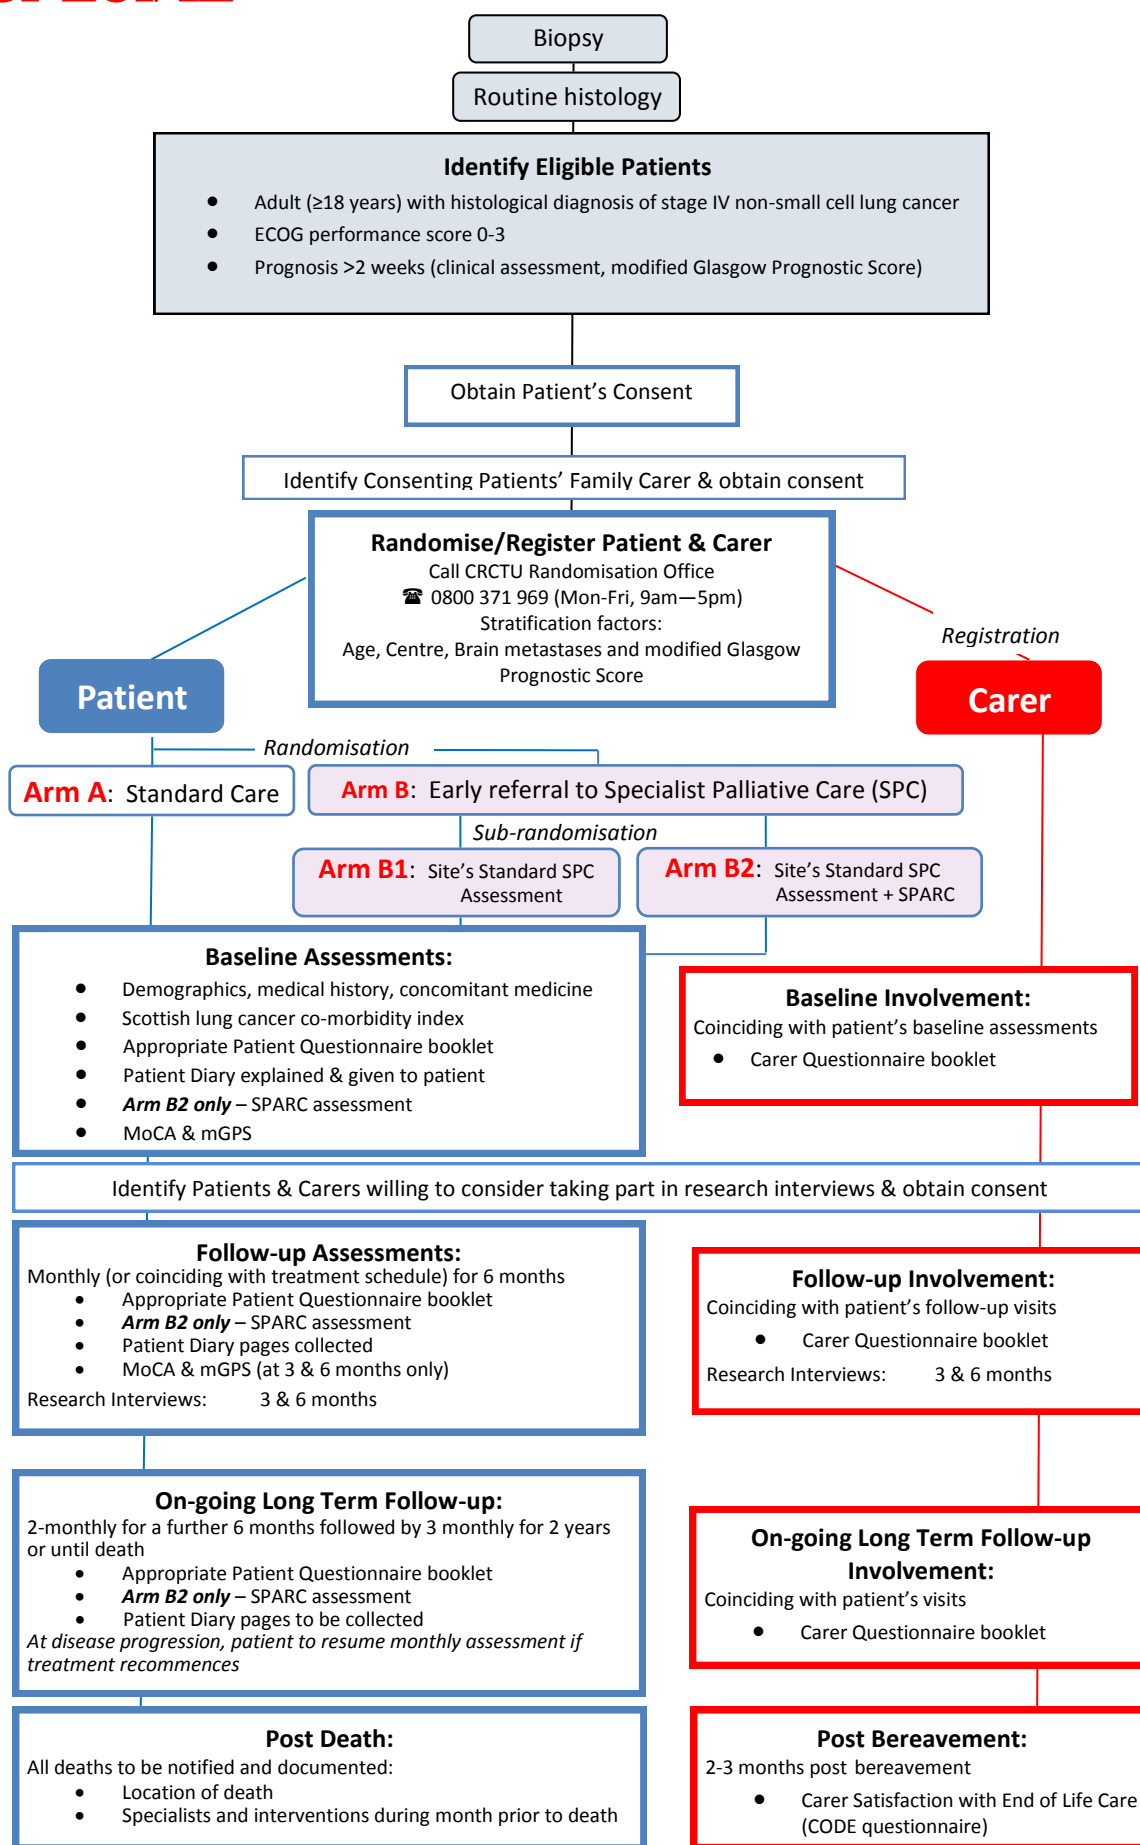 Biopsy
Routine histology
Identify Eligible Patients
● Adult (≥18 years) with histological diagnosis of stage IV non-small cell lung cancer
● ECOG performance score 0-3
● Prognosis >2 weeks (clinical assessment, modified Glasgow Prognostic Score)
Obtain Patient's Consent
Identify Consenting Patients' Family Carer & obtain consent
Randomise/Register Patient & Carer
Call CRCTU Randomisation Office
☎ 0800 371 969 (Mon-Fri, 9am—5pm)
Stratification factors:
Age, Centre, Brain metastases and modified Glasgow
Prognostic Score
Registration
Patient
Carer
Randomisation
Arm A: Standard Care
Arm B: Early referral to Specialist Palliative Care (SPC)
Sub-randomisation
Arm B1: Site's Standard SPC
Assessment
Arm B2: Site's Standard SPC
Assessment + SPARC
Baseline Assessments:
● Demographics, medical history, concomitant medicine
● Scottish lung cancer co-morbidity index
● Appropriate Patient Questionnaire booklet
● Patient Diary explained & given to patient
● Arm B2 only – SPARC assessment
● MoCA & mGPS
Baseline Involvement:
Coinciding with patient's baseline assessments
● Carer Questionnaire booklet
Identify Patients & Carers willing to consider taking part in research interviews & obtain consent
Follow-up Assessments:
Monthly (or coinciding with treatment schedule) for 6 months
● Appropriate Patient Questionnaire booklet
● Arm B2 only – SPARC assessment
● Patient Diary pages collected
● MoCA & mGPS (at 3 & 6 months only)
Research Interviews: 3 & 6 months
Follow-up Involvement:
Coinciding with patient's follow-up visits
● Carer Questionnaire booklet
Research Interviews: 3 & 6 months
On-going Long Term Follow-up:
2-monthly for a further 6 months followed by 3 monthly for 2 years
or until death
● Appropriate Patient Questionnaire booklet
● Arm B2 only – SPARC assessment
● Patient Diary pages to be collected
At disease progression, patient to resume monthly assessment if
treatment recommences
On-going Long Term Follow-up
Involvement:
Coinciding with patient's visits
● Carer Questionnaire booklet
Post Death:
All deaths to be notified and documented:
● Location of death
● Specialists and interventions during month prior to death
Post Bereavement:
2-3 months post bereavement
● Carer Satisfaction with End of Life Care
(CODE questionnaire)